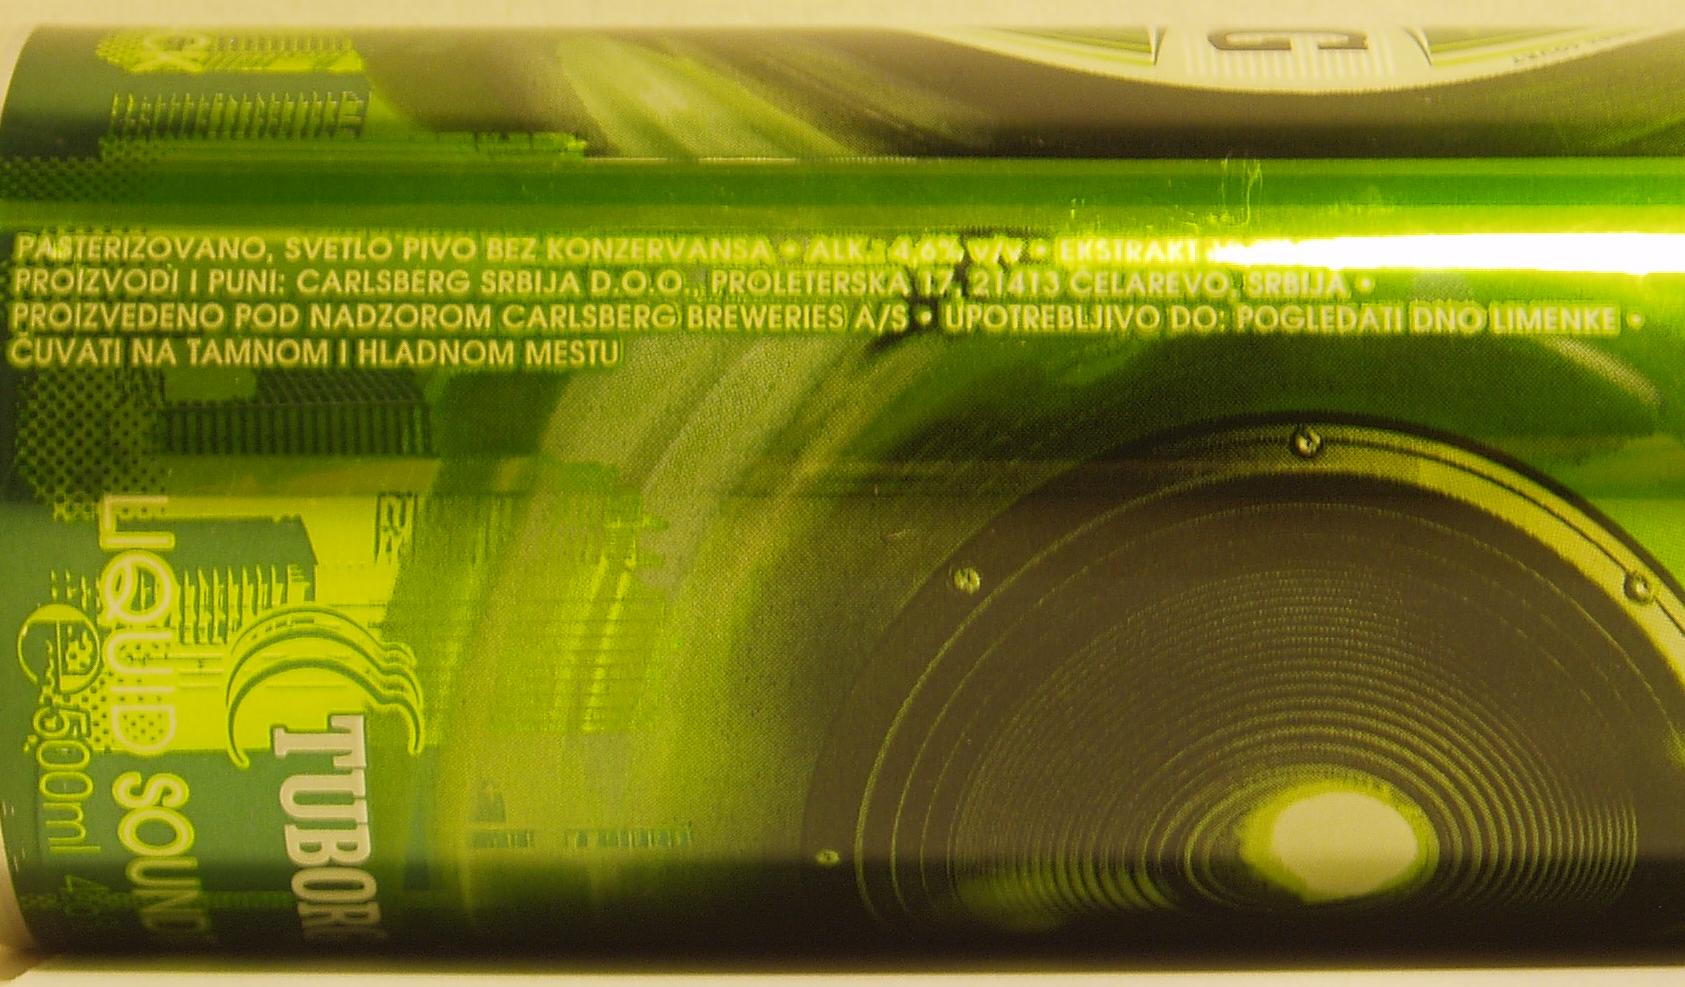 PASTERIZOVANO, SVETLO PIVO BEZ KONZERVANSA • ALK.: 4,6% v/v • EKSTRAKT
PROIZVODI I PUNI: CARLSBERG SRBIJA D.O.O., PROLETERSKA 17, 21413 ČELAREVO, SRBIJA •
PROIZVEDENO POD NADZOROM CARLSBERG BREWERIES A/S • UPOTREBLJIVO DO: POGLEDATI DNO LIMENKE •
ČUVATI NA TAMNOM I HLADNOM MESTU
G
TUBOR
LIQUID SOUND
500ml